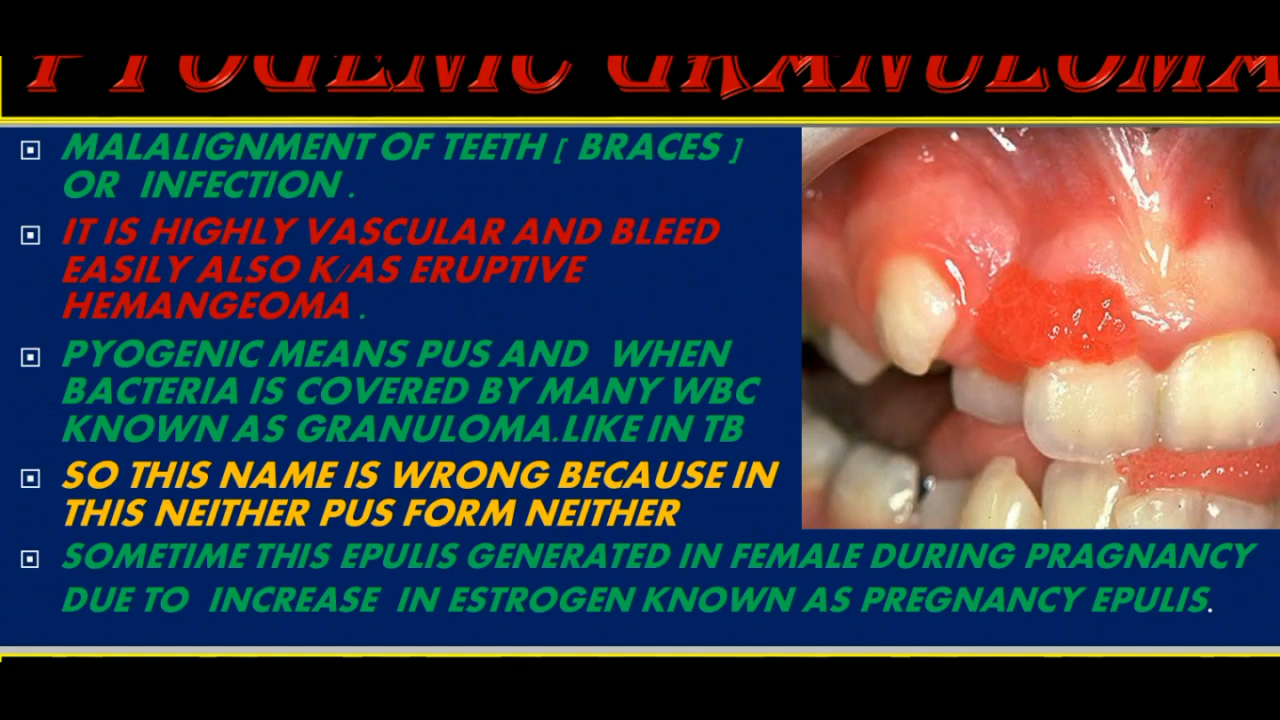 PYOGENIC GRANULOMA
MALALIGNMENT OF TEETH [ BRACES ]
OR INFECTION .
IT IS HIGHLY VASCULAR AND BLEED
EASILY ALSO K/AS ERUPTIVE
HEMANGEOMA .
PYOGENIC MEANS PUS AND WHEN
BACTERIA IS COVERED BY MANY WBC
KNOWN AS GRANULOMA.LIKE IN TB
SO THIS NAME IS WRONG BECAUSE IN
THIS NEITHER PUS FORM NEITHER
SOMETIME THIS EPULIS GENERATED IN FEMALE DURING PRAGNANCY
DUE TO INCREASE IN ESTROGEN KNOWN AS PREGNANCY EPULIS.